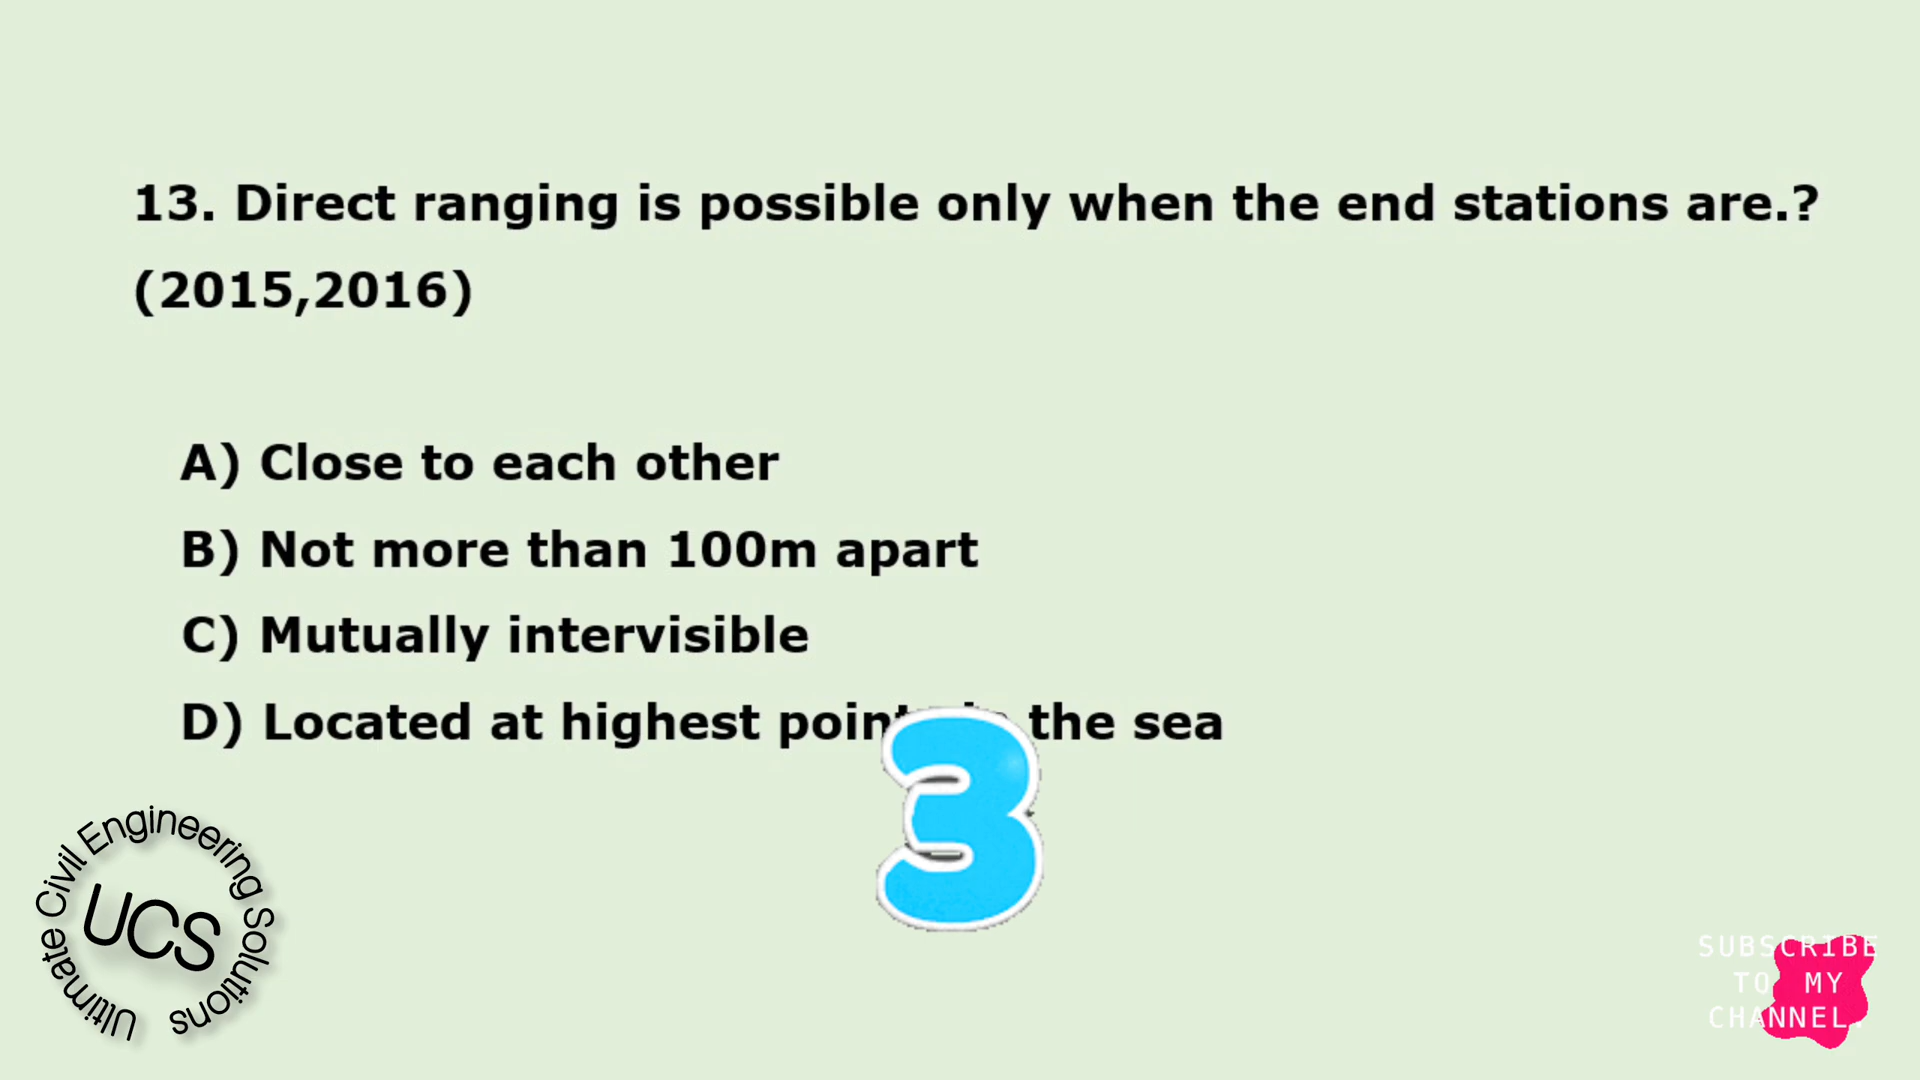 13. Direct ranging is possible only when the end stations are.?
(2015,2016)
A) Close to each other
B) Not more than 100m apart
C) Mutually intervisible
D) Located at highest the sea
3
Ultimate Civil Engineering Solutions
UCS
SUBSCRIBE
TO MY
CHANNEL.